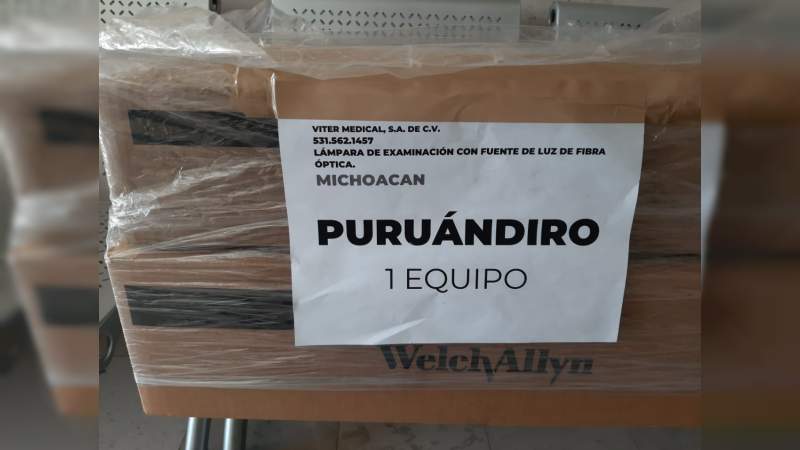 VITER MEDICAL, S.A. DE C.V.
531.562.1457
LÁMPARA DE EXAMINACIÓN CON FUENTE DE LUZ DE FIBRA
ÓPTICA.
MICHOACAN
PURUÁNDIRO
1 EQUIPO
WelchAllyn